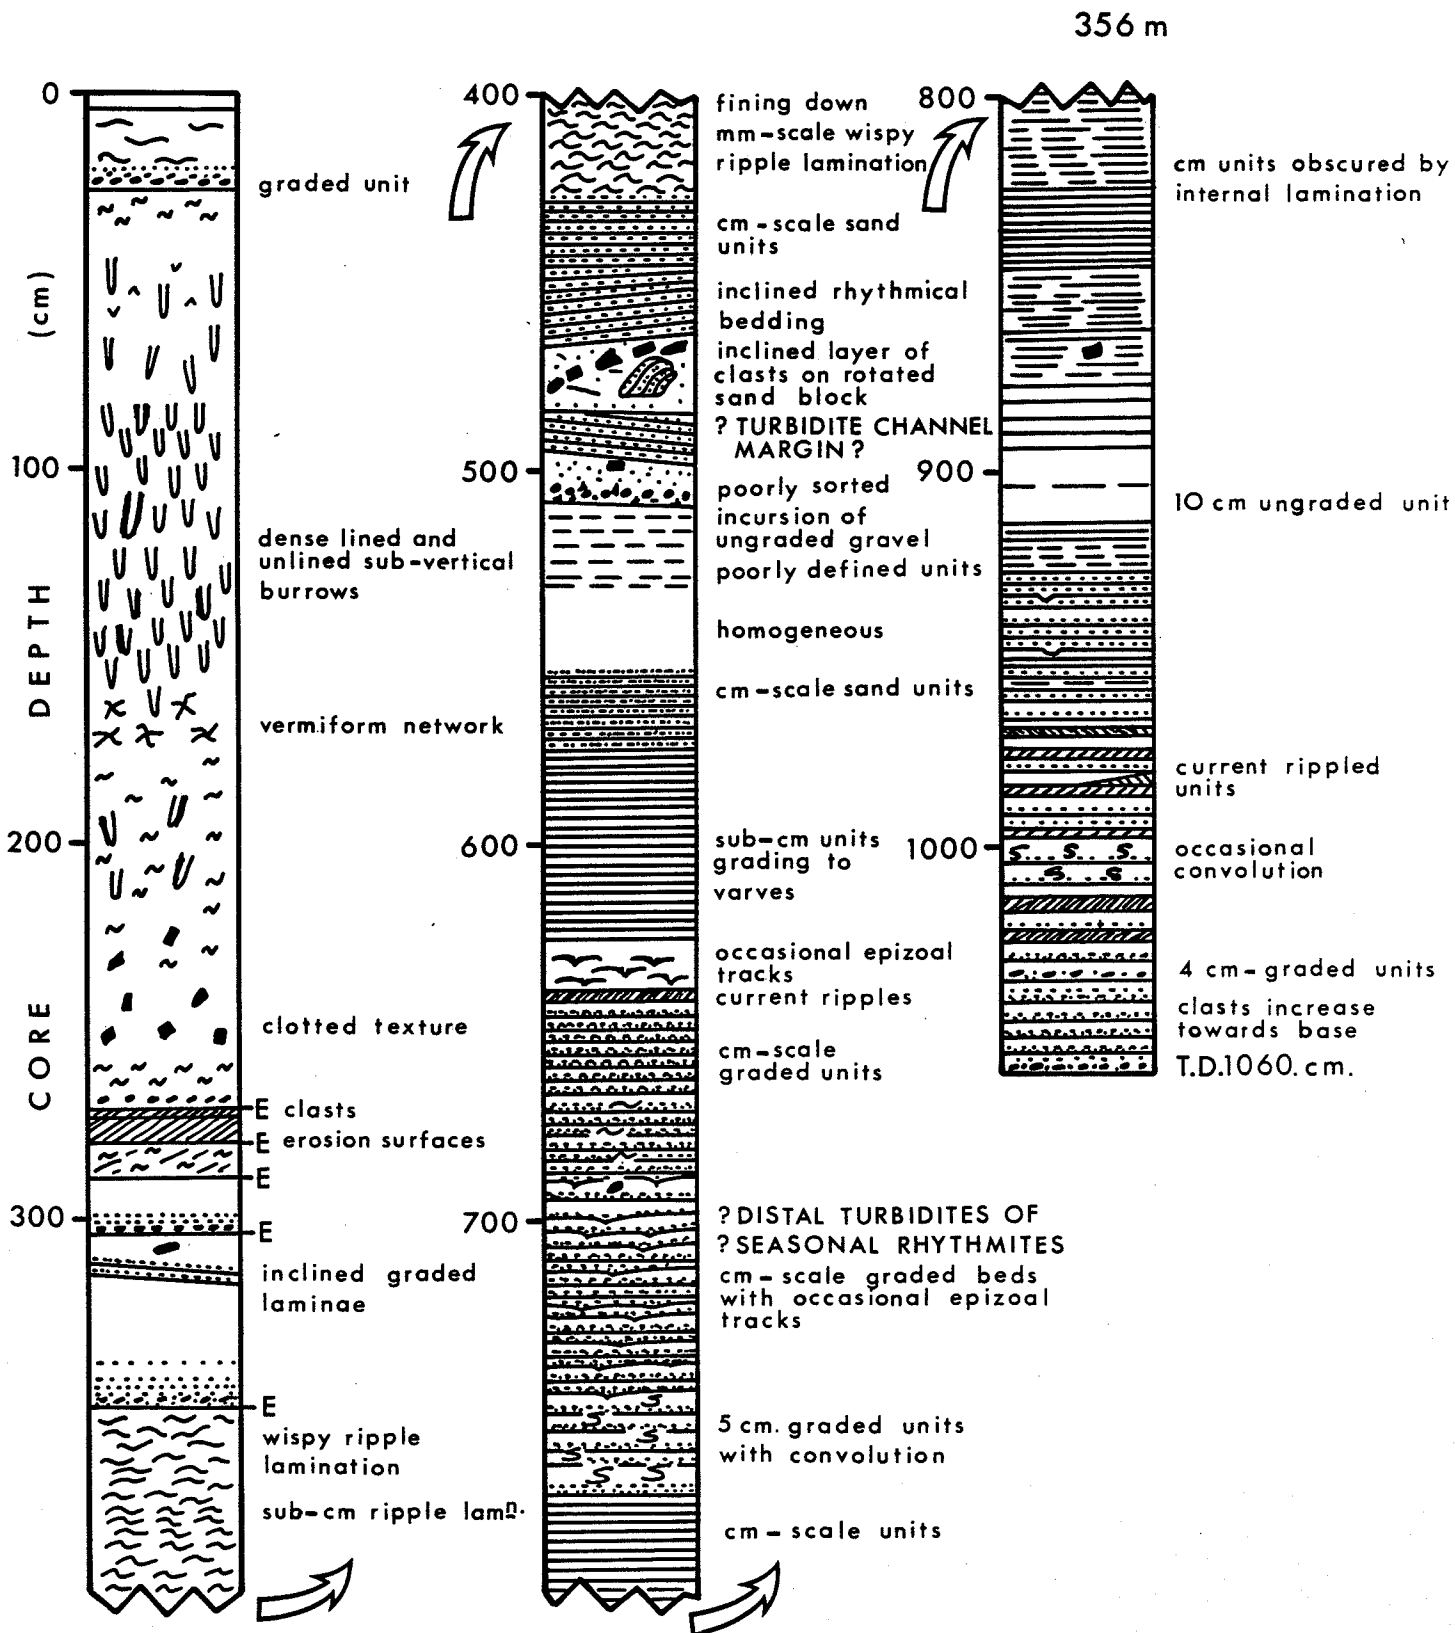 356 m
0
100
200
300
DEPTH (cm)
CORE
graded unit
dense lined and
unlined sub-vertical
burrows
vermiform network
clotted texture
E clasts
E erosion surfaces
E
E
inclined graded
laminae
E
wispy ripple
lamination
sub-cm ripple lamn.
400
500
600
700
fining down
mm-scale wispy
ripple lamination
cm-scale sand
units
inclined rhythmical
bedding
inclined layer of
clasts on rotated
sand block
? TURBIDITE CHANNEL
MARGIN ?
poorly sorted
incursion of
ungraded gravel
poorly defined units
homogeneous
cm-scale sand units
sub-cm units
grading to
varves
occasional epizoal
tracks
current ripples
cm-scale
graded units
? DISTAL TURBIDITES OF
? SEASONAL RHYTHMITES
cm-scale graded beds
with occasional epizoal
tracks
5 cm. graded units
with convolution
cm-scale units
800
900
1000
cm units obscured by
internal lamination
10 cm ungraded unit
current rippled
units
occasional
convolution
4 cm-graded units
clasts increase
towards base
T.D.1060.cm.